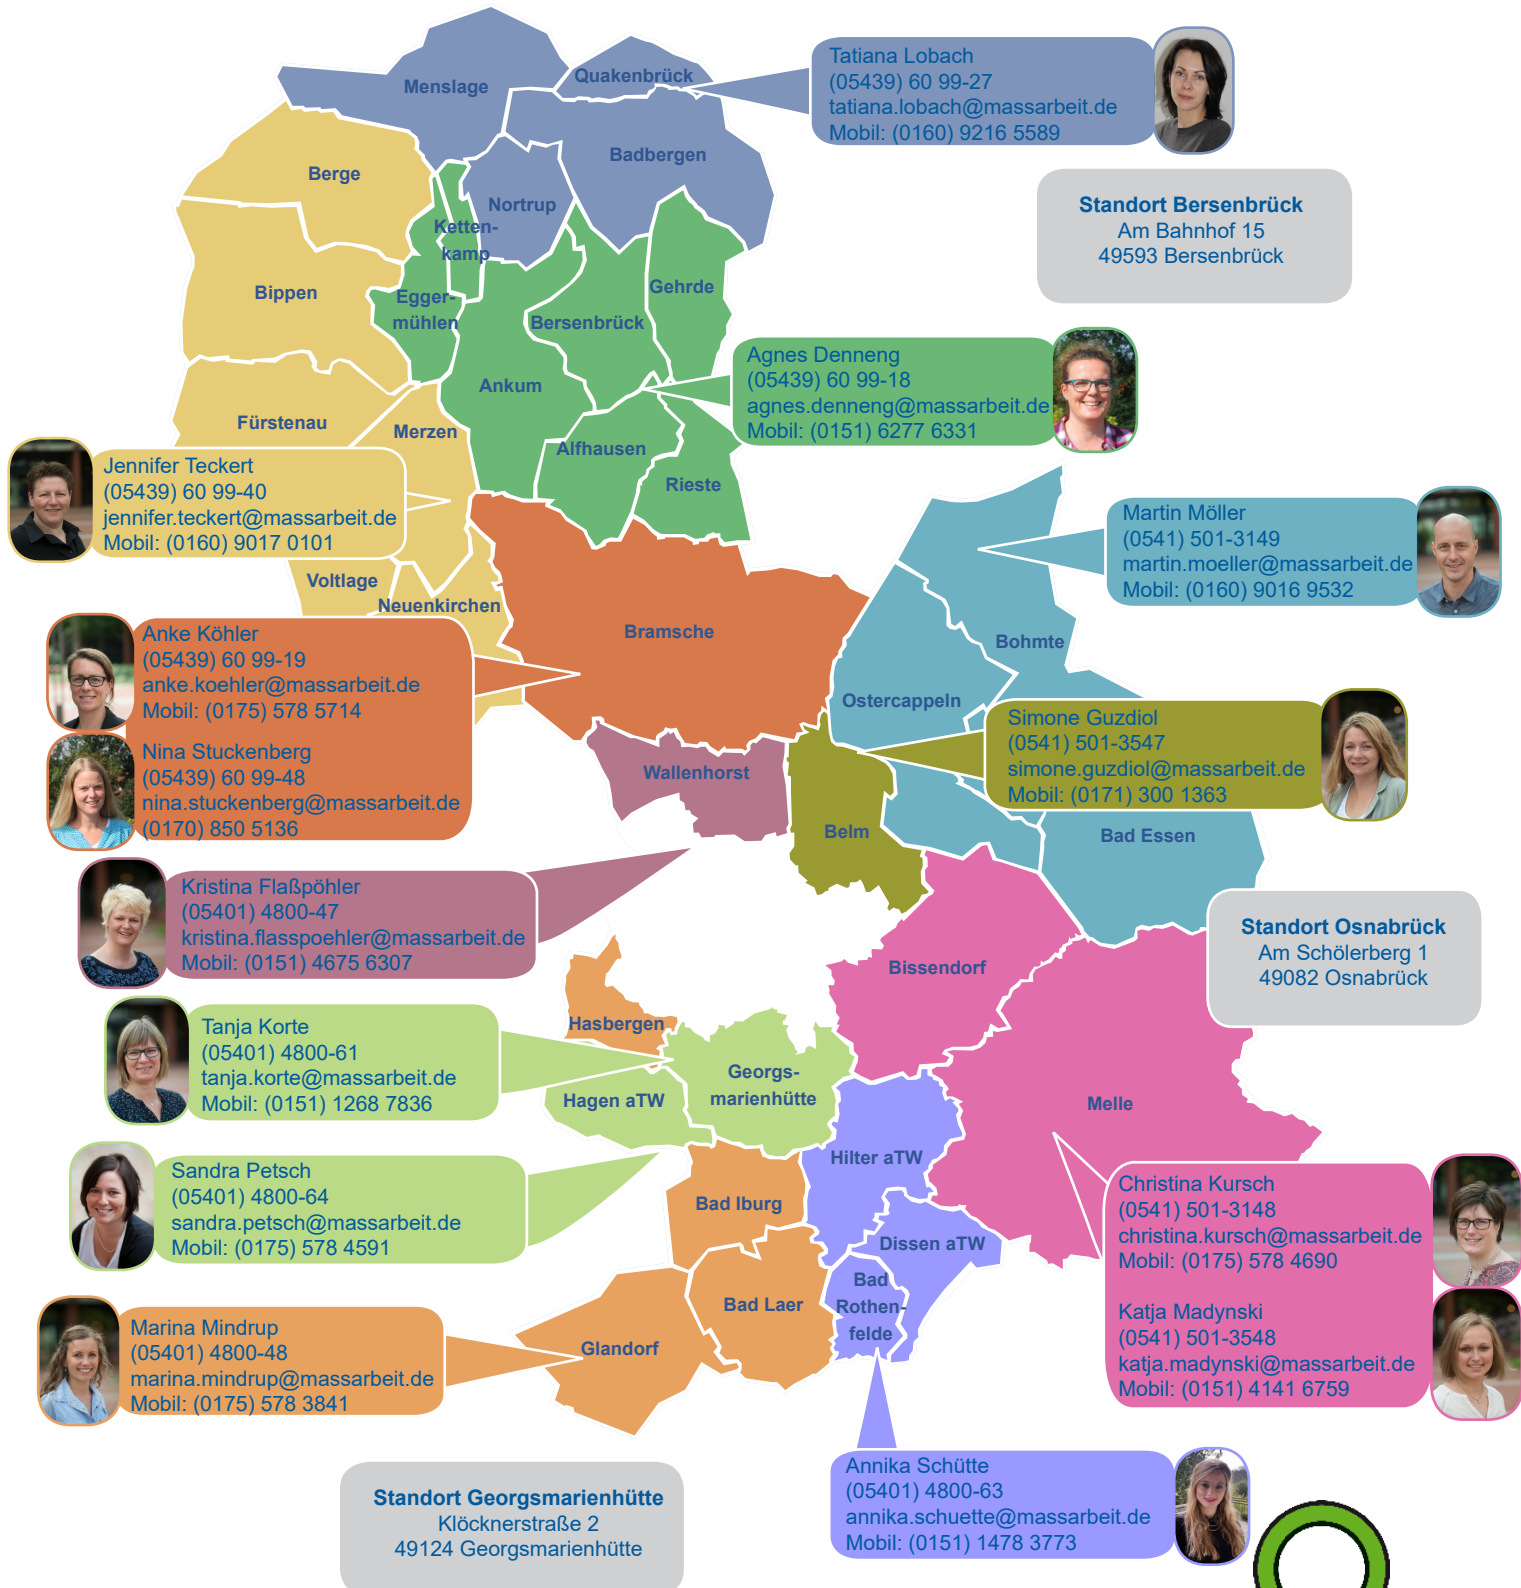 Menslage
Quakenbrück
Badbergen
Berge
Nortrup
Ketten-
kamp
Bippen
Egger-
mühlen
Bersenbrück
Gehrde
Ankum
Fürstenau
Merzen
Alfhausen
Rieste
Voltlage
Neuenkirchen
Bramsche
Bohmte
Ostercappeln
Wallenhorst
Belm
Bad Essen
Bissendorf
Hasbergen
Georgs-
marienhütte
Hagen aTW
Melle
Hilter aTW
Bad Iburg
Dissen aTW
Bad
Rothen-
felde
Bad Laer
Glandorf
Tatiana Lobach
(05439) 60 99-27
tatiana.lobach@massarbeit.de
Mobil: (0160) 9216 5589
Standort Bersenbrück
Am Bahnhof 15
49593 Bersenbrück
Agnes Denneng
(05439) 60 99-18
agnes.denneng@massarbeit.de
Mobil: (0151) 6277 6331
Jennifer Teckert
(05439) 60 99-40
jennifer.teckert@massarbeit.de
Mobil: (0160) 9017 0101
Martin Möller
(0541) 501-3149
martin.moeller@massarbeit.de
Mobil: (0160) 9016 9532
Anke Köhler
(05439) 60 99-19
anke.koehler@massarbeit.de
Mobil: (0175) 578 5714
Nina Stuckenberg
(05439) 60 99-48
nina.stuckenberg@massarbeit.de
(0170) 850 5136
Simone Guzdiol
(0541) 501-3547
simone.guzdiol@massarbeit.de
Mobil: (0171) 300 1363
Kristina Flaßpöhler
(05401) 4800-47
kristina.flasspoehler@massarbeit.de
Mobil: (0151) 4675 6307
Standort Osnabrück
Am Schölerberg 1
49082 Osnabrück
Tanja Korte
(05401) 4800-61
tanja.korte@massarbeit.de
Mobil: (0151) 1268 7836
Sandra Petsch
(05401) 4800-64
sandra.petsch@massarbeit.de
Mobil: (0175) 578 4591
Christina Kursch
(0541) 501-3148
christina.kursch@massarbeit.de
Mobil: (0175) 578 4690
Katja Madynski
(0541) 501-3548
katja.madynski@massarbeit.de
Mobil: (0151) 4141 6759
Marina Mindrup
(05401) 4800-48
marina.mindrup@massarbeit.de
Mobil: (0175) 578 3841
Annika Schütte
(05401) 4800-63
annika.schuette@massarbeit.de
Mobil: (0151) 1478 3773
Standort Georgsmarienhütte
Klöcknerstraße 2
49124 Georgsmarienhütte